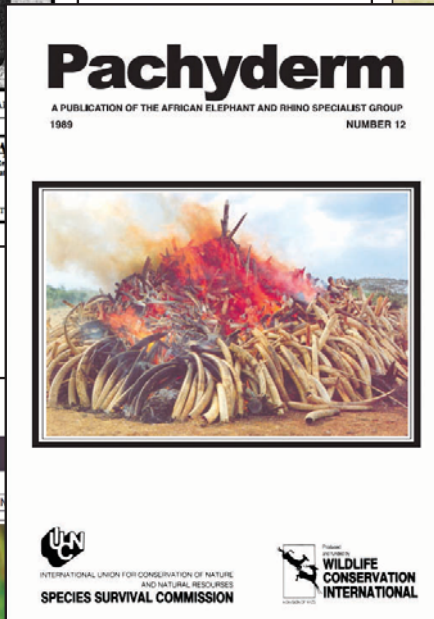 Pachyderm
A PUBLICATION OF THE AFRICAN ELEPHANT AND RHINO SPECIALIST GROUP
1989
NUMBER 12
IUCN
INTERNATIONAL UNION FOR CONSERVATION OF NATURE
AND NATURAL RESOURSES
SPECIES SURVIVAL COMMISSION
WILDLIFE
CONSERVATION
INTERNATIONAL